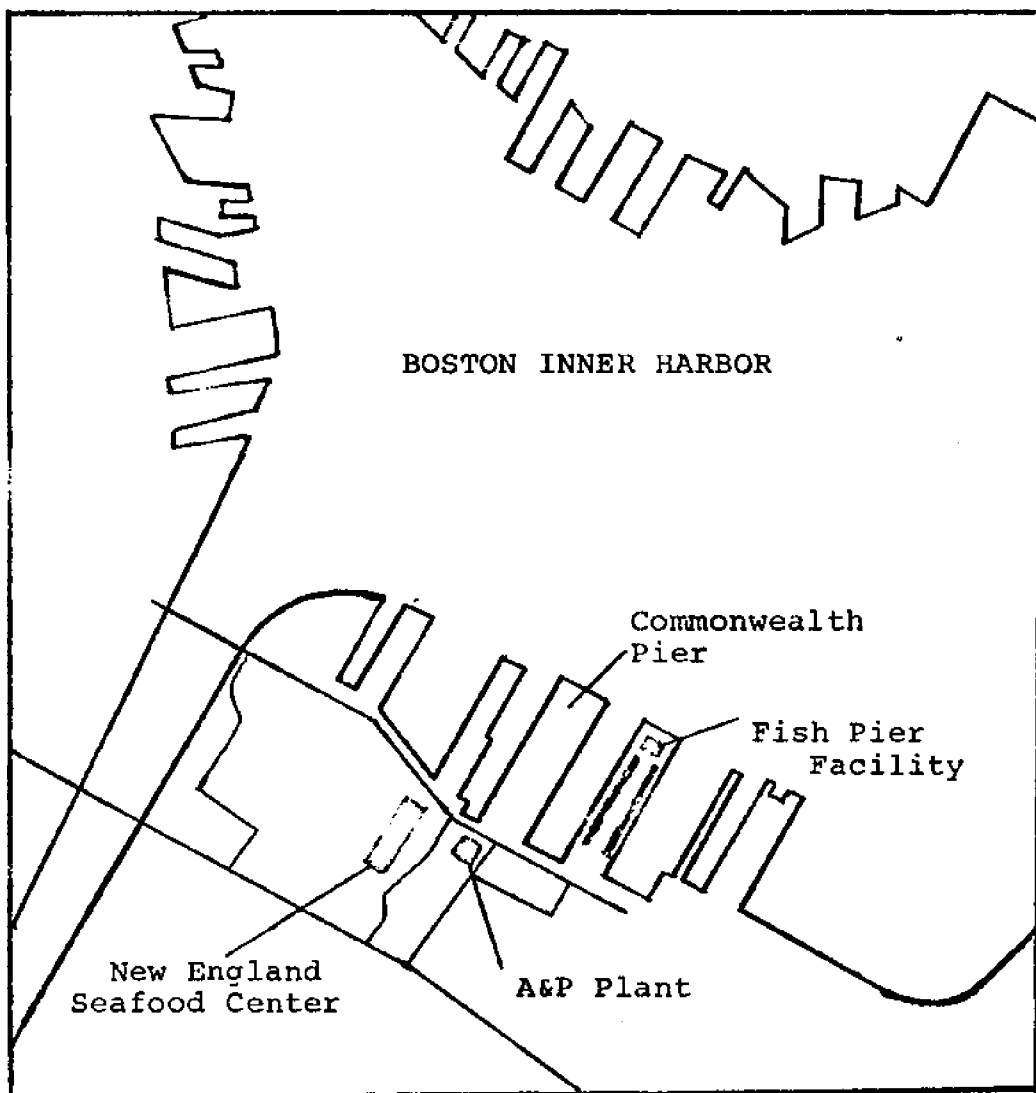 BOSTON INNER HARBOR
Commonwealth
Pier
Fish Pier
Facility
New England
Seafood Center
A&P Plant